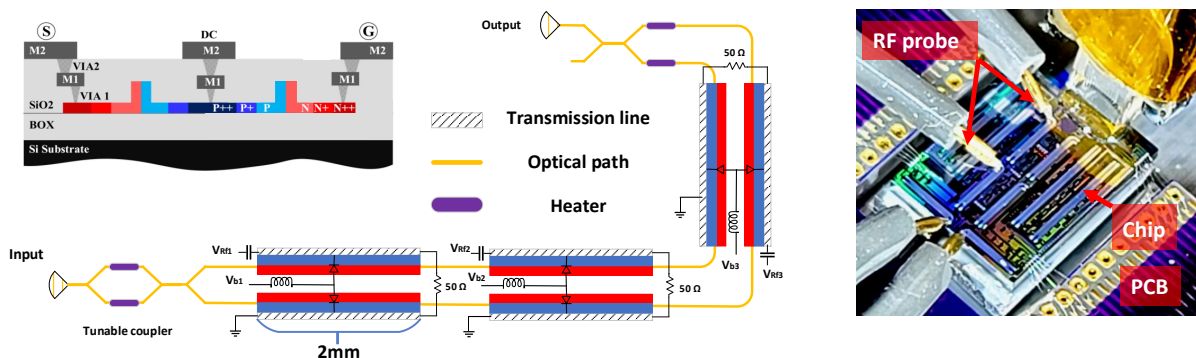 S
DC
G
M2
M2
M2
VIA2
M1
M1
M1
SiO2
VIA 1
P++
P+
P
N
N+
N++
BOX
Si Substrate
Output
50 Ω
Transmission line
Optical path
Heater
Vb3
VRf3
Input
Tunable coupler
VRf1
Vb1
50 Ω
2mm
VRf2
Vb2
50 Ω
RF probe
Chip
PCB